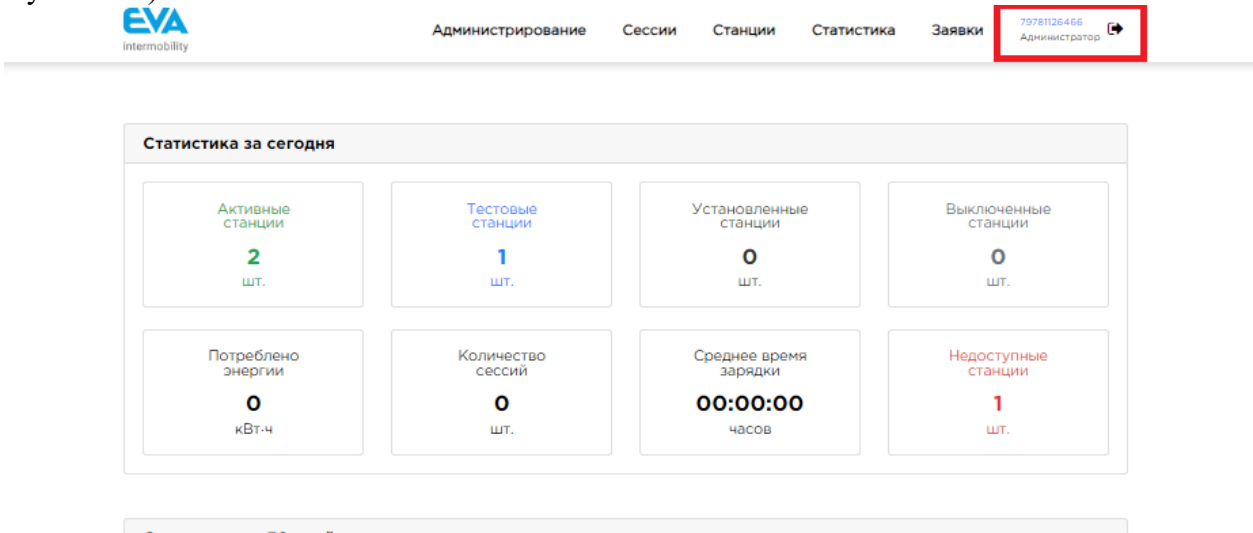 EVA
intermobility
Администрирование Сессии Станции Статистика Заявки
79781126466
Администратор
Статистика за сегодня
Активные
станции
2
шт.
Тестовые
станции
1
шт.
Установленные
станции
0
шт.
Выключенные
станции
0
шт.
Потреблено
энергии
0
кВт·ч
Количество
сессий
0
шт.
Среднее время
зарядки
00:00:00
часов
Недоступные
станции
1
шт.